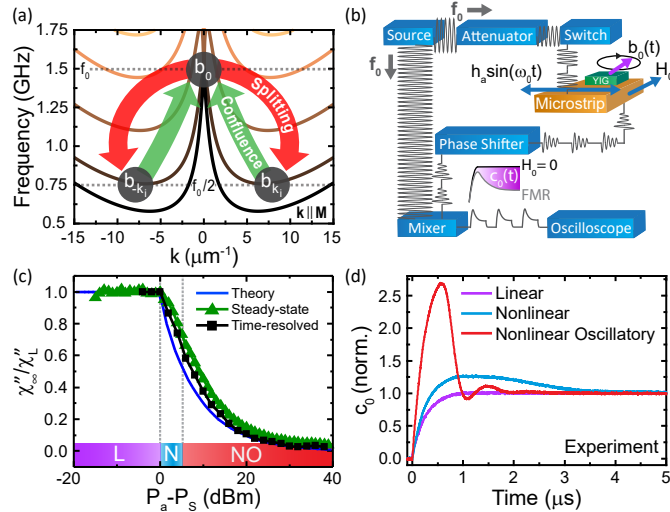 (a)
Frequency (GHz)
1.75
1.50
1.25
1.00
0.75
0.5
f₀
b₀
Splitting
Confluence
b₋ₖᵢ
f₀/2
bₖᵢ
k || M
-15 -10 -5 0 5 10 15
k (μm⁻¹)
(b)
f₀
Source
Attenuator
Switch
f₀
hₐsin(ω₀t)
b₀(t)
H₀
YIG
Microstrip
Phase Shifter
H₀ = 0
c₀(t)
FMR
Mixer
Oscilloscope
(c)
χ″∞/χ″L
1.0
0.8
0.6
0.4
0.2
0.0
Theory
Steady-state
Time-resolved
L N NO
-20 0 20 40
Pₐ-Pₛ (dBm)
(d)
c₀ (norm.)
2.5
2.0
1.5
1.0
0.5
0.0
Linear
Nonlinear
Nonlinear Oscillatory
Experiment
0 1 2 3 4 5
Time (μs)